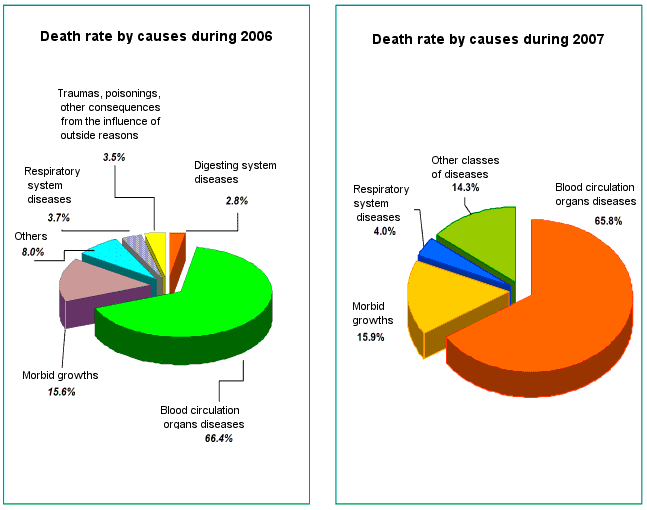 Death rate by causes during 2006
Traumas, poisonings,
other consequences
from the influence of
outside reasons
3.5%
Digesting system
diseases
2.8%
Respiratory
system
diseases
3.7%
Others
8.0%
Morbid growths
15.6%
Blood circulation
organs diseases
66.4%
Death rate by causes during 2007
Other classes
of diseases
14.3%
Blood circulation
organs diseases
65.8%
Respiratory
system
diseases
4.0%
Morbid
growths
15.9%